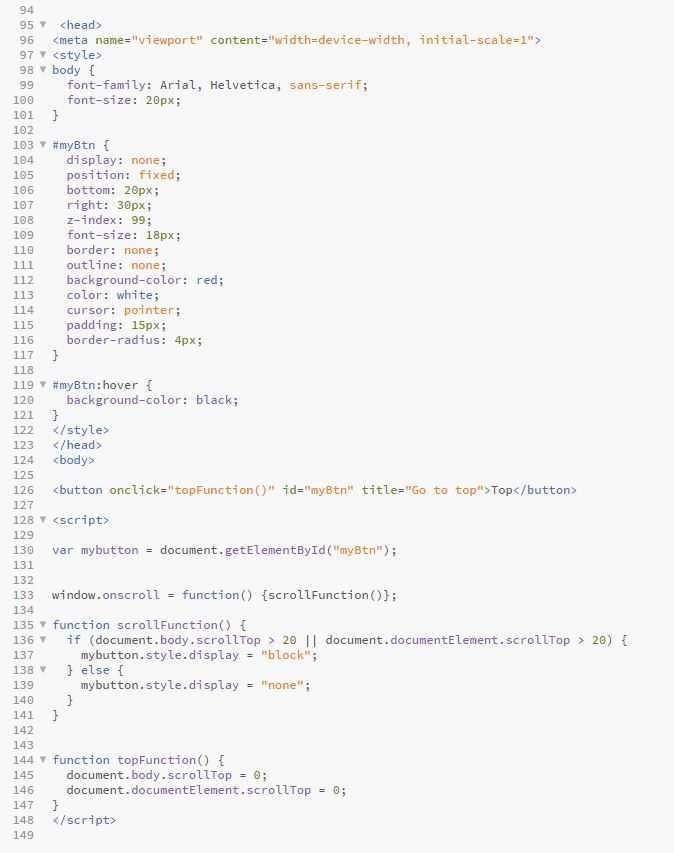 94
95 <head>
96 <meta name="viewport" content="width=device-width, initial-scale=1">
97 <style>
98 body {
99   font-family: Arial, Helvetica, sans-serif;
100   font-size: 20px;
101 }
102
103 #myBtn {
104   display: none;
105   position: fixed;
106   bottom: 20px;
107   right: 30px;
108   z-index: 99;
109   font-size: 18px;
110   border: none;
111   outline: none;
112   background-color: red;
113   color: white;
114   cursor: pointer;
115   padding: 15px;
116   border-radius: 4px;
117 }
118
119 #myBtn:hover {
120   background-color: black;
121 }
122 </style>
123 </head>
124 <body>
125
126 <button onclick="topFunction()" id="myBtn" title="Go to top">Top</button>
127
128 <script>
129
130 var mybutton = document.getElementById("myBtn");
131
132
133 window.onscroll = function() {scrollFunction()};
134
135 function scrollFunction() {
136   if (document.body.scrollTop > 20 || document.documentElement.scrollTop > 20) {
137     mybutton.style.display = "block";
138   } else {
139     mybutton.style.display = "none";
140   }
141 }
142
143
144 function topFunction() {
145   document.body.scrollTop = 0;
146   document.documentElement.scrollTop = 0;
147 }
148 </script>
149